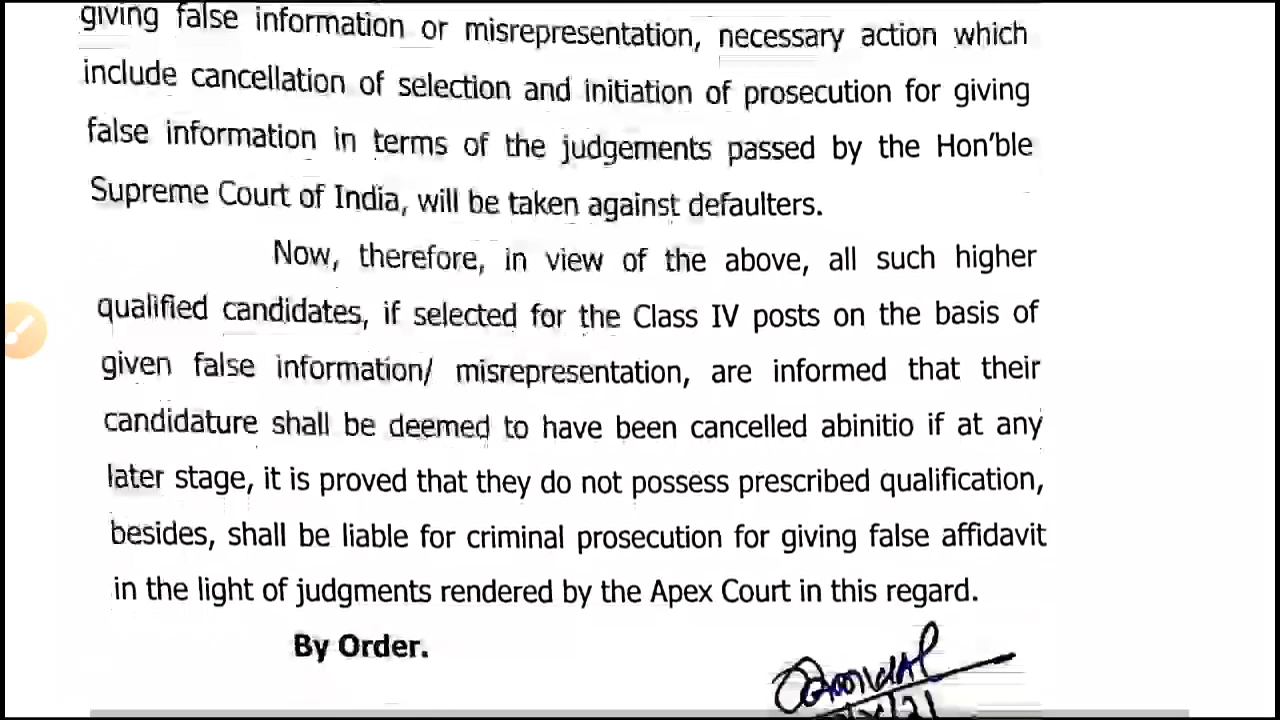 giving false information or misrepresentation, necessary action which
include cancellation of selection and initiation of prosecution for giving
false information in terms of the judgements passed by the Hon'ble
Supreme Court of India, will be taken against defaulters.
Now, therefore, in view of the above, all such higher
qualified candidates, if selected for the Class IV posts on the basis of
given false information/ misrepresentation, are informed that their
candidature shall be deemed to have been cancelled abinitio if at any
later stage, it is proved that they do not possess prescribed qualification,
besides, shall be liable for criminal prosecution for giving false affidavit
in the light of judgments rendered by the Apex Court in this regard.
By Order.